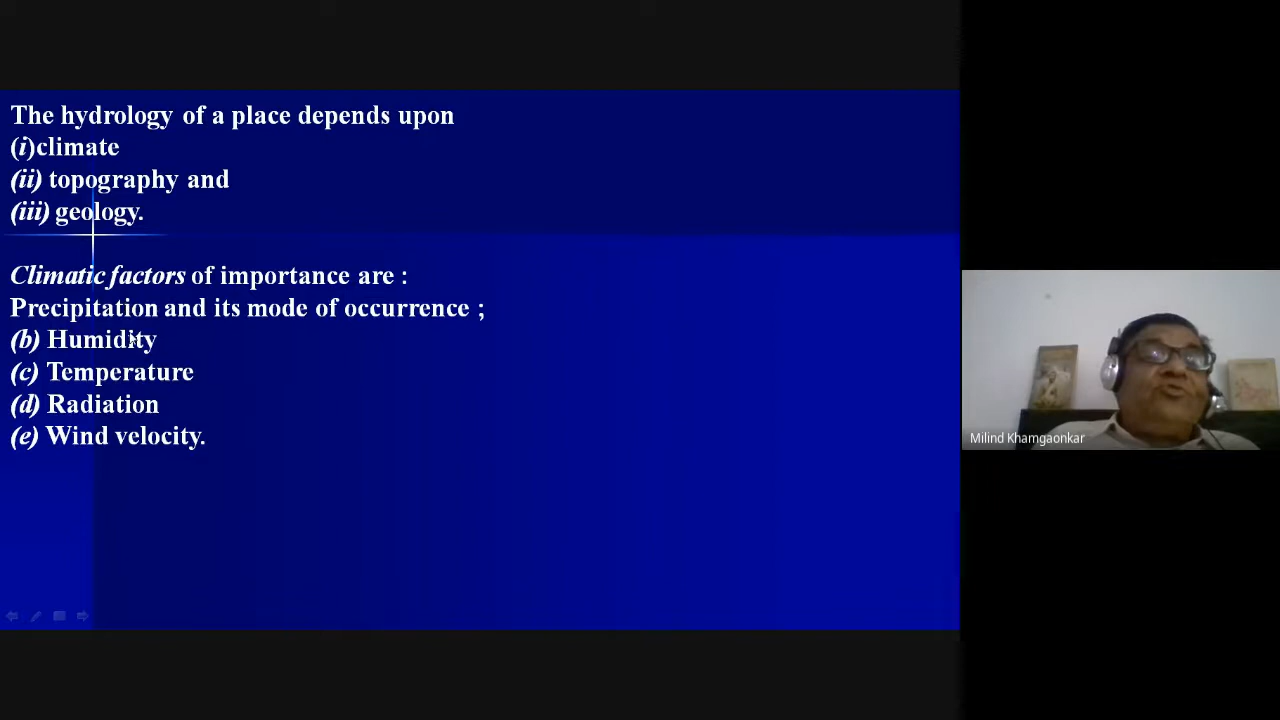 The hydrology of a place depends upon
(i)climate
(ii) topography and
(iii) geology.
Climatic factors of importance are :
Precipitation and its mode of occurrence ;
(b) Humidity
(c) Temperature
(d) Radiation
(e) Wind velocity.
Milind Khamgaonkar